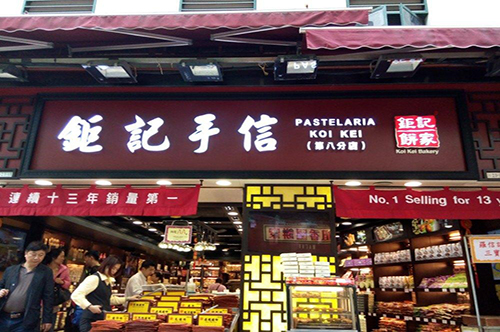 鉅記手信
PASTELARIA
KOI KEI
(第八分店)
鉅記
餅家
Koi Kei Bakery
連續十三年銷量第一
No. 1 Selling for 13